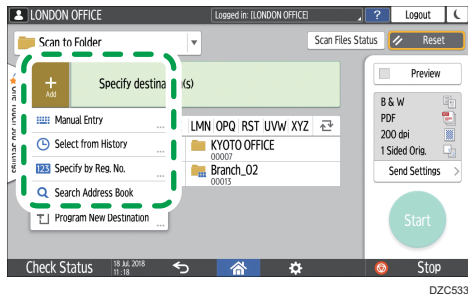 LONDON OFFICE
Logged in: [LONDON OFFICE]
?
Logout
Scan to Folder
Scan Files Status
Reset
+
Add
Specify destina
(s)
Preview
Manual Entry
...
LMN OPQ RST UVW XYZ
Select from History
...
KYOTO OFFICE
00007
Specify by Reg. No.
...
Branch_02
00013
Search Address Book
Program New Destination
...
B & W
PDF
200 dpi
1 Sided Orig.
Send Settings
Start
Check Status
18 Jul. 2018
11:18
Stop
DZC533